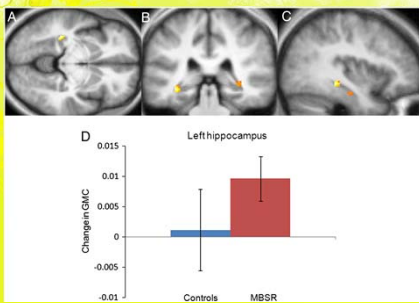 A
B
C
D
Left hippocampus
Change in GMC
0.015
0.01
0.005
0
-0.005
-0.01
Controls
MBSR